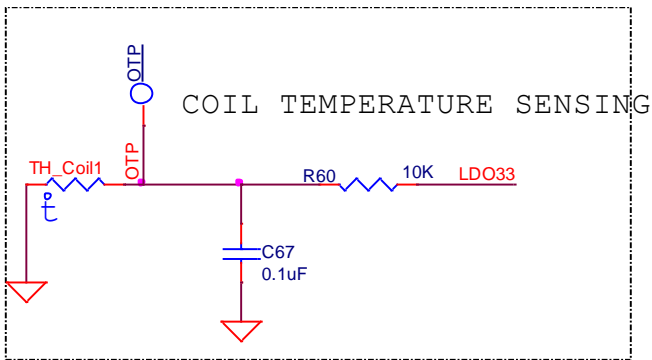 OTP
COIL TEMPERATURE SENSING
TH_Coil1
OTP
R60
10K
LDO33
t
C67
0.1uF